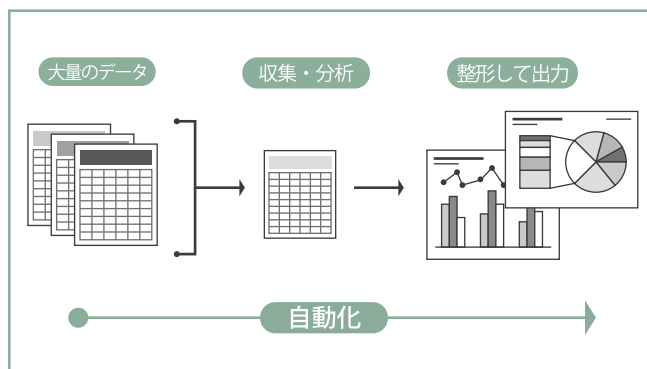 大量のデータ
収集・分析
整形して出力
自動化